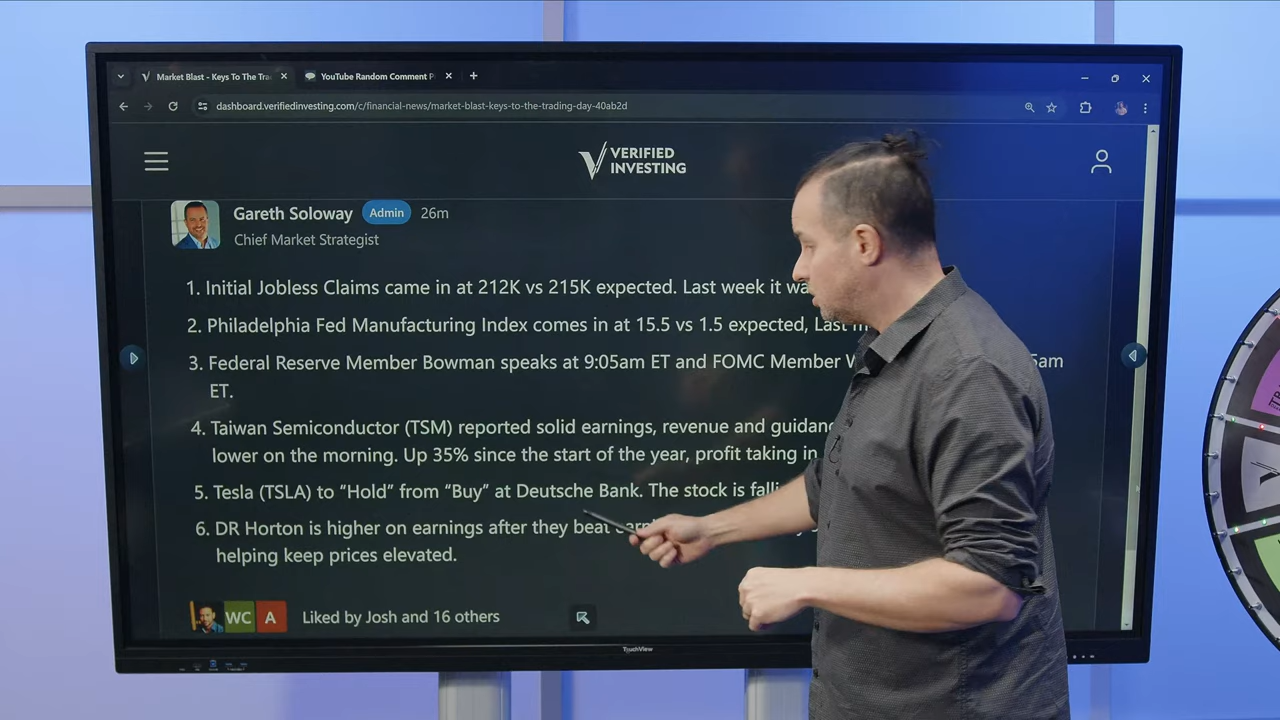 Market Blast - Keys To The Tra
YouTube Random Comment P
dashboard.verifiedinvesting.com/c/financial-news/market-blast-keys-to-the-trading-day-40ab2d
VERIFIED
INVESTING
Gareth Soloway Admin 26m
Chief Market Strategist
1. Initial Jobless Claims came in at 212K vs 215K expected. Last week it wa
2. Philadelphia Fed Manufacturing Index comes in at 15.5 vs 1.5 expected, Last m
3. Federal Reserve Member Bowman speaks at 9:05am ET and FOMC Member W 5am
ET.
4. Taiwan Semiconductor (TSM) reported solid earnings, revenue and guidanc
lower on the morning. Up 35% since the start of the year, profit taking in
5. Tesla (TSLA) to “Hold” from “Buy” at Deutsche Bank. The stock is falli
6. DR Horton is higher on earnings after they beat earni
helping keep prices elevated.
WC A Liked by Josh and 16 others
TouchView